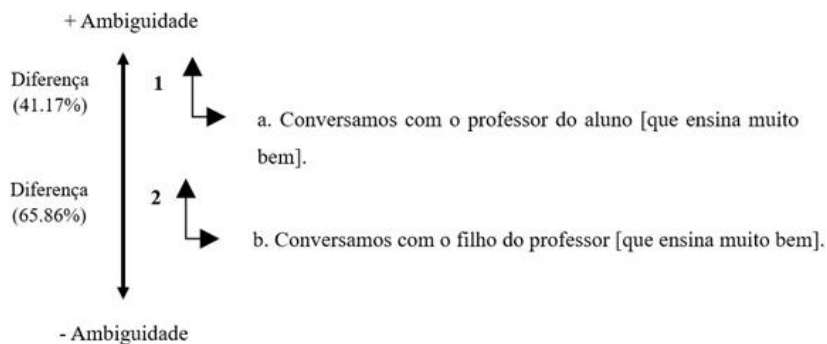 + Ambiguidade
Diferença
(41.17%)
1
a. Conversamos com o professor do aluno [que ensina muito
bem].
Diferença
(65.86%)
2
b. Conversamos com o filho do professor [que ensina muito bem].
- Ambiguidade